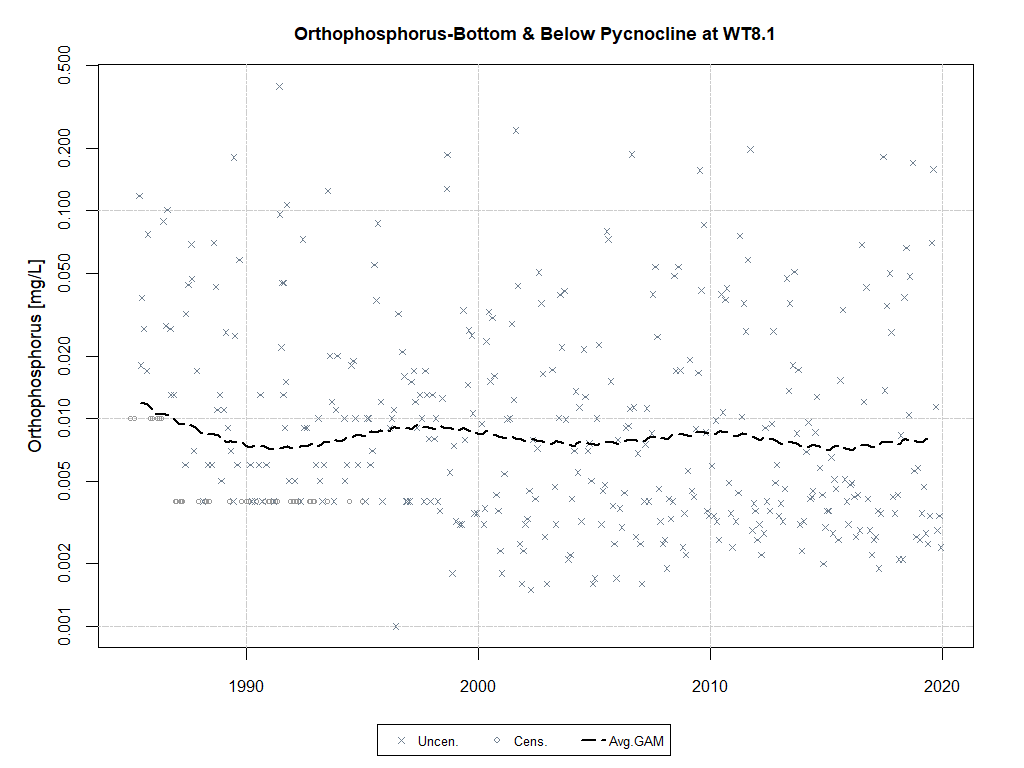 Orthophosphorus-Bottom & Below Pycnocline at WT8.1
Orthophosphorus [mg/L]
0.500
0.200
0.100
0.050
0.020
0.010
0.005
0.002
0.001
1990 2000 2010 2020
Uncen. Cens. Avg.GAM